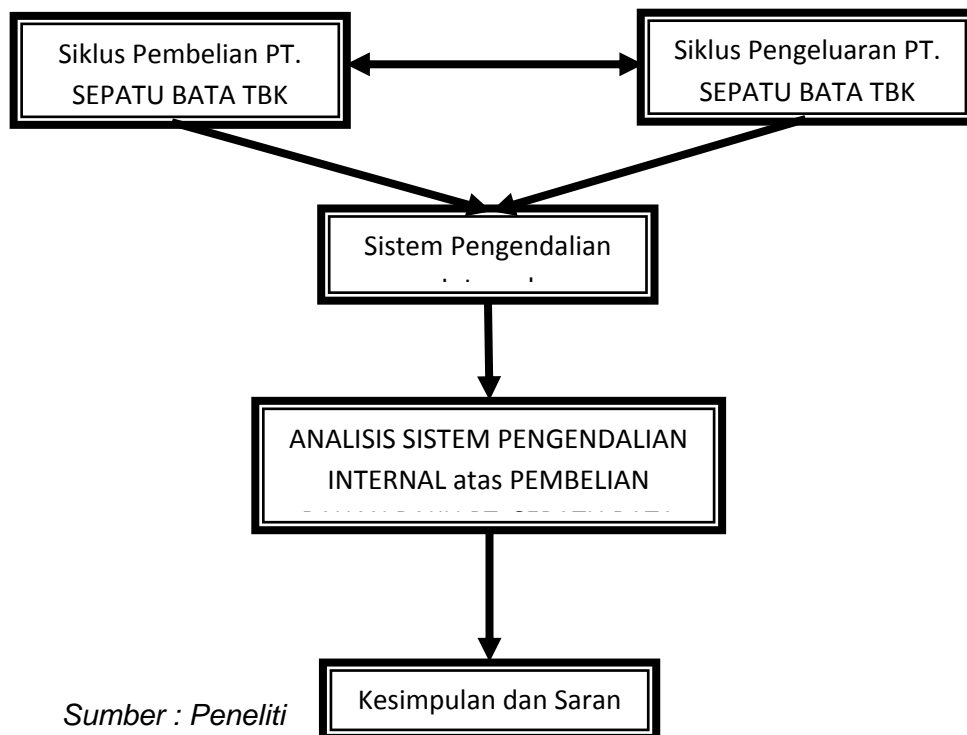 Siklus Pembelian PT.
SEPATU BATA TBK
Siklus Pengeluaran PT.
SEPATU BATA TBK
Sistem Pengendalian
ANALISIS SISTEM PENGENDALIAN
INTERNAL atas PEMBELIAN
Kesimpulan dan Saran
Sumber : Peneliti